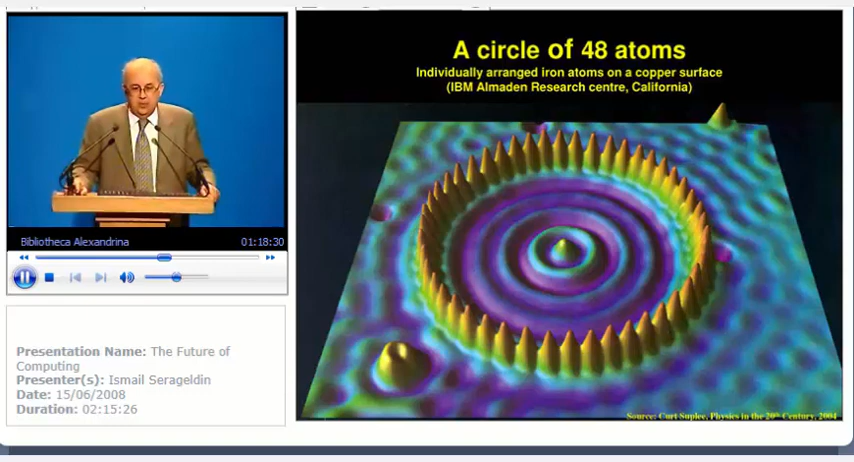 Bibliotheca Alexandrina 01:18:30
Presentation Name: The Future of
Computing
Presenter(s): Ismail Serageldin
Date: 15/06/2008
Duration: 02:15:26
A circle of 48 atoms
Individually arranged iron atoms on a copper surface
(IBM Almaden Research centre, California)
Source: Curt Suplee, Physics in the 20th Century, 2004